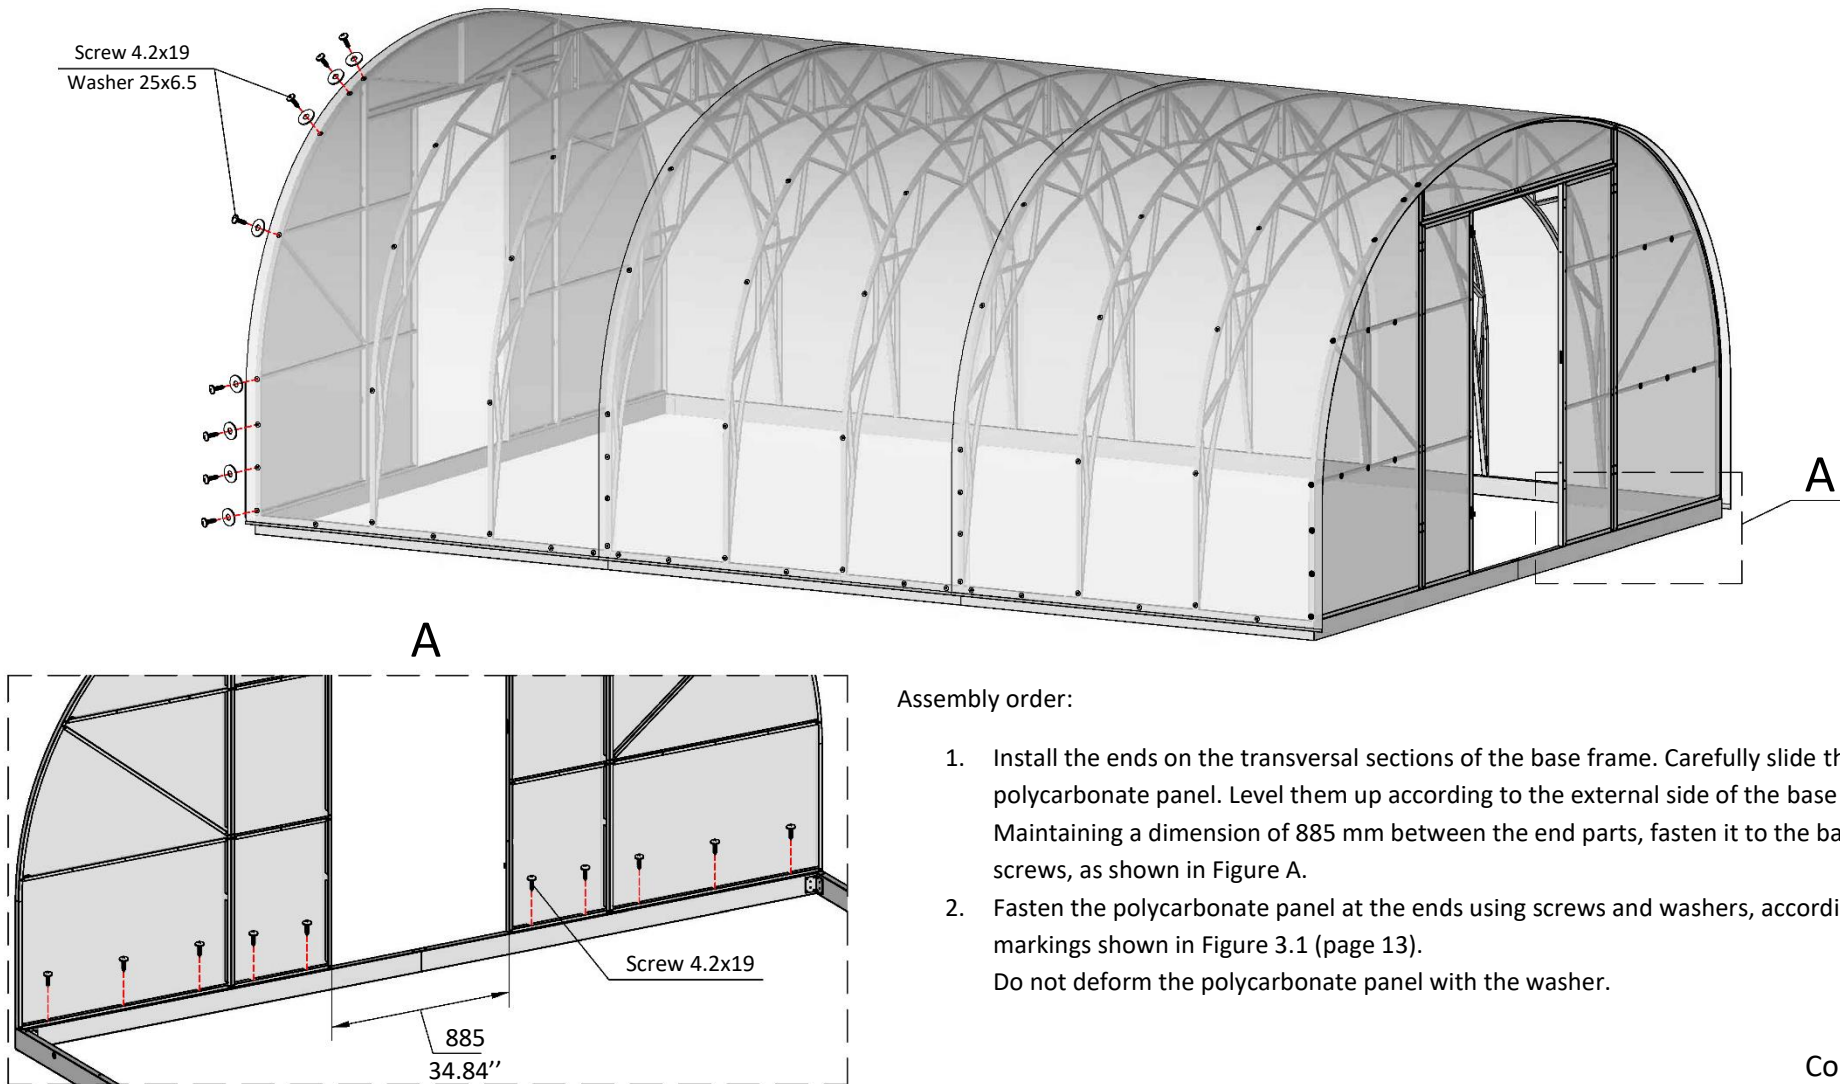 Screw 4.2x19
Washer 25x6.5
A
A
Screw 4.2x19
885
34.84’’
Assembly order:
1. Install the ends on the transversal sections of the base frame. Carefully slide
polycarbonate panel. Level them up according to the external side of the base
Maintaining a dimension of 885 mm between the end parts, fasten it to the
screws, as shown in Figure A.
2. Fasten the polycarbonate panel at the ends using screws and washers,
markings shown in Figure 3.1 (page 13).
Do not deform the polycarbonate panel with the washer.